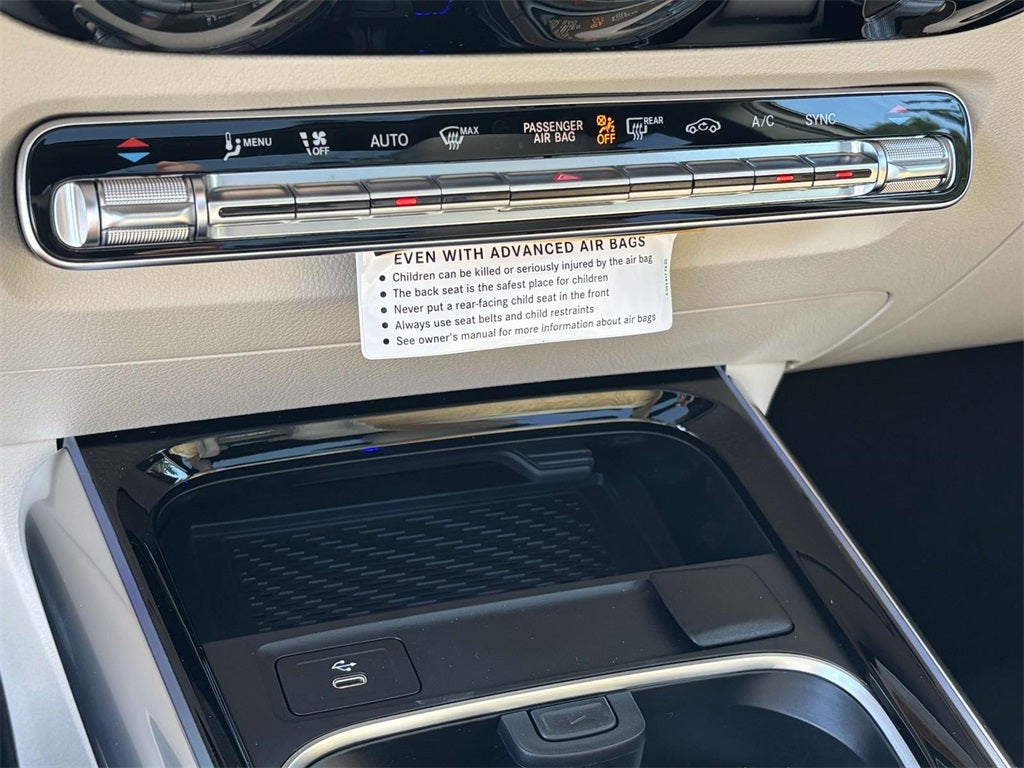 MENU
OFF
AUTO
MAX
PASSENGER
AIR BAG
OFF
REAR
A/C
SYNC
EVEN WITH ADVANCED AIR BAGS
• Children can be killed or seriously injured by the air bag
• The back seat is the safest place for children
• Never put a rear-facing child seat in the front
• Always use seat belts and child restraints
• See owner's manual for more information about air bags